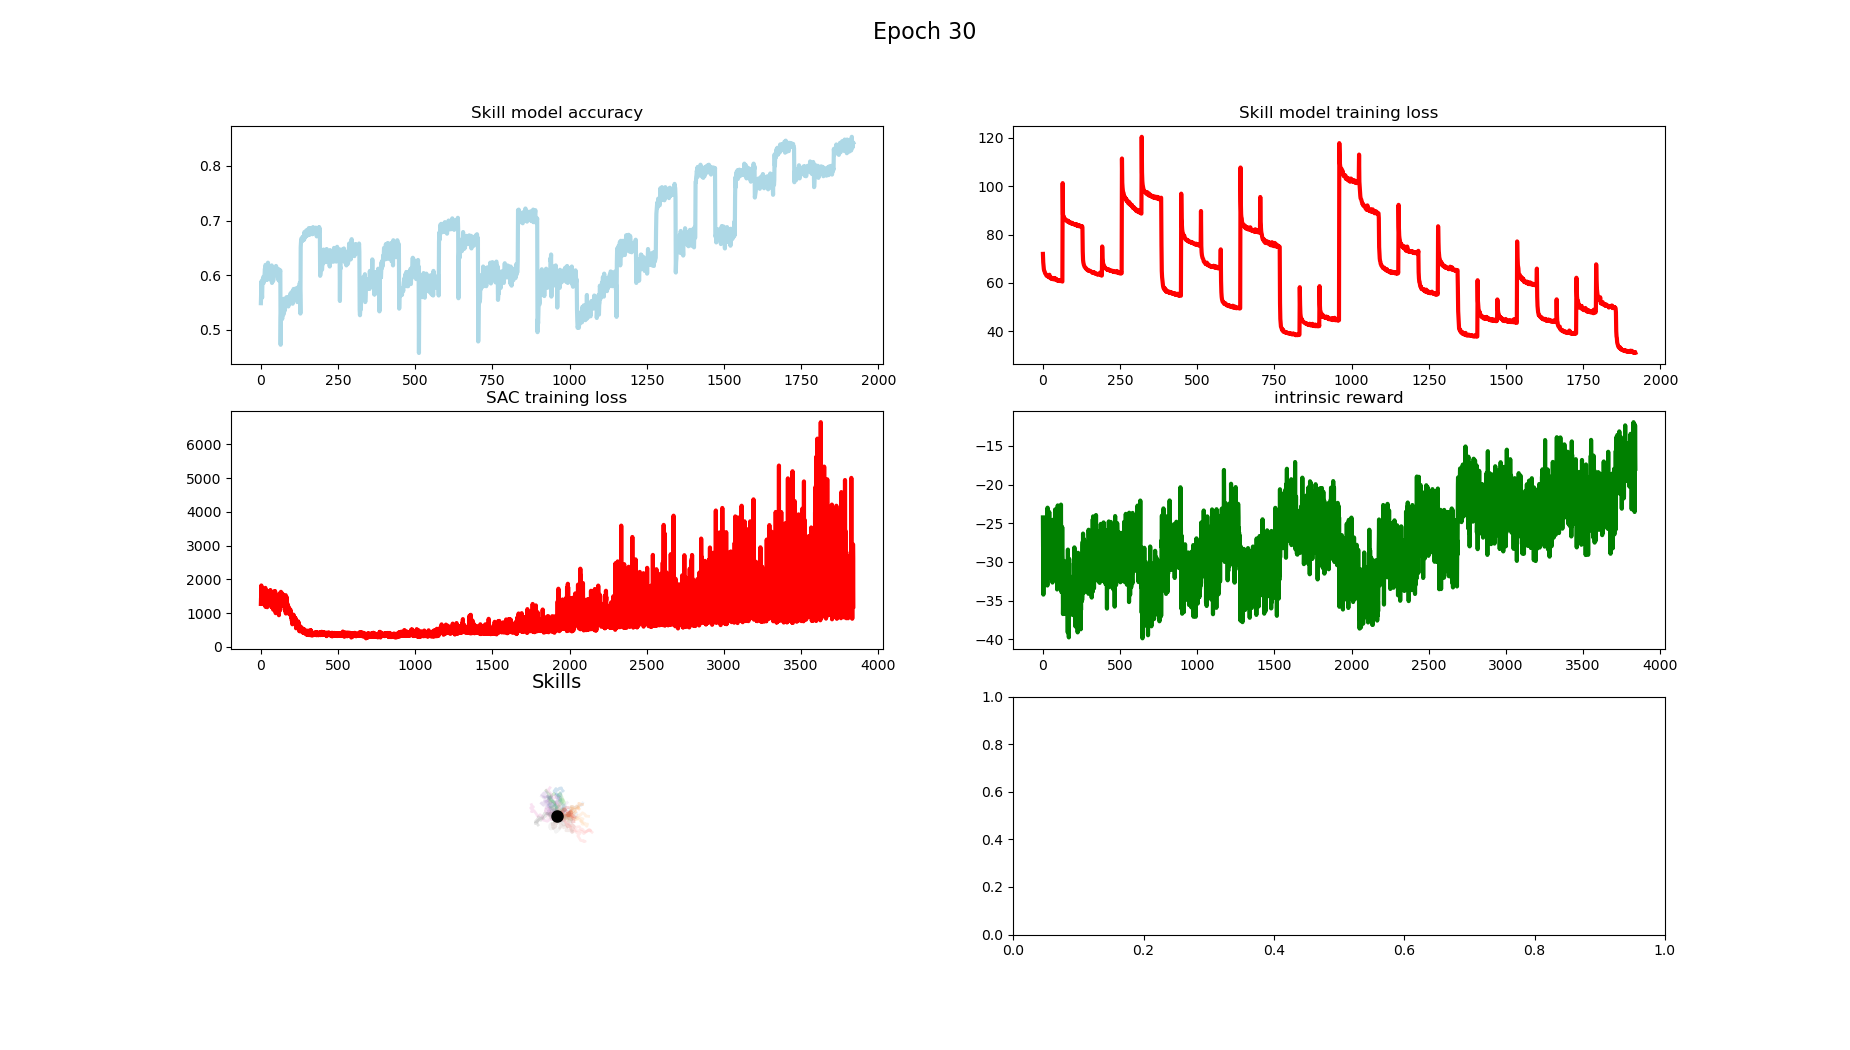 Epoch 30
Skill model accuracy
0.8
0.7
0.6
0.5
0 250 500 750 1000 1250 1500 1750 2000
Skill model training loss
120
100
80
60
40
0 250 500 750 1000 1250 1500 1750 2000
SAC training loss
6000
5000
4000
3000
2000
1000
0
0 500 1000 1500 2000 2500 3000 3500 4000
intrinsic reward
−15
−20
−25
−30
−35
−40
0 500 1000 1500 2000 2500 3000 3500 4000
Skills
1.0
0.8
0.6
0.4
0.2
0.0
0.0 0.2 0.4 0.6 0.8 1.0